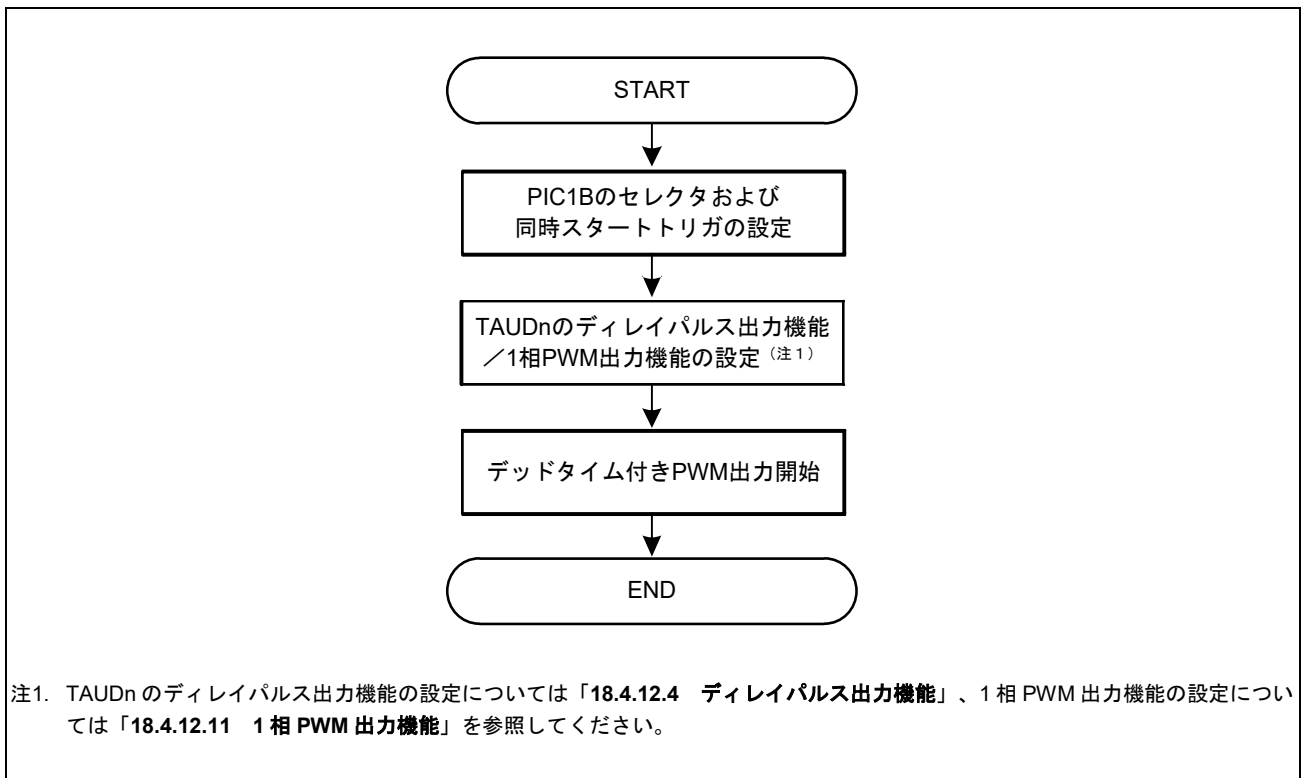 START
PIC1Bのセレクタおよび
同時スタートトリガの設定
TAUDnのディレイパルス出力機能
／1相PWM出力機能の設定（注１）
デッドタイム付きPWM出力開始
END
注1. TAUDn のディレイパルス出力機能の設定については「18.4.12.4　ディレイパルス出力機能」、1 相 PWM 出力機能の設定につい
ては「18.4.12.11　1 相 PWM 出力機能」を参照してください。